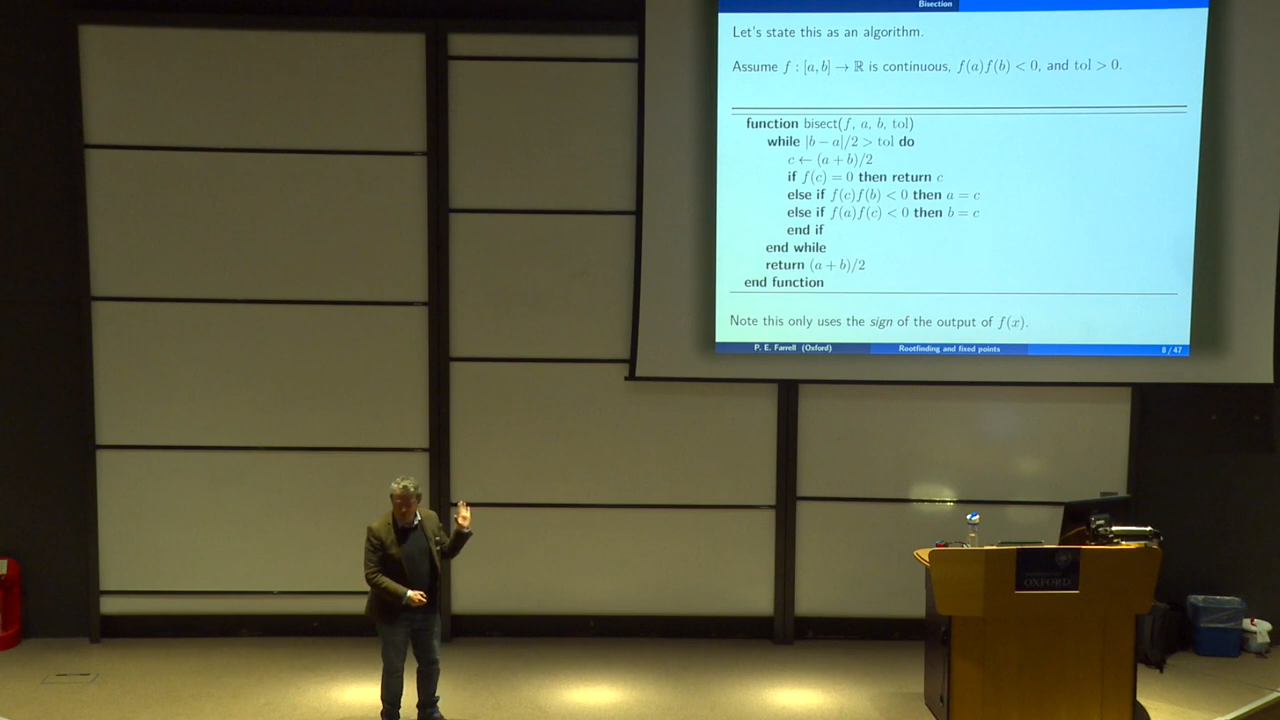 Bisection
Let's state this as an algorithm.
Assume f : [a, b] → ℝ is continuous, f(a)f(b) < 0, and tol > 0.
function bisect(f, a, b, tol)
while |b − a|/2 > tol do
c ← (a + b)/2
if f(c) = 0 then return c
else if f(c)f(b) < 0 then a = c
else if f(a)f(c) < 0 then b = c
end if
end while
return (a + b)/2
end function
Note this only uses the sign of the output of f(x).
P. E. Farrell (Oxford) Rootfinding and fixed points 8 / 47
OXFORD